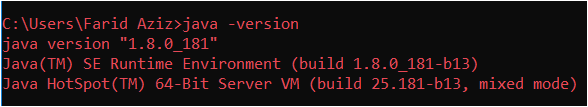 C:\Users\Farid Aziz>java -version
java version "1.8.0_181"
Java(TM) SE Runtime Environment (build 1.8.0_181-b13)
Java HotSpot(TM) 64-Bit Server VM (build 25.181-b13, mixed mode)